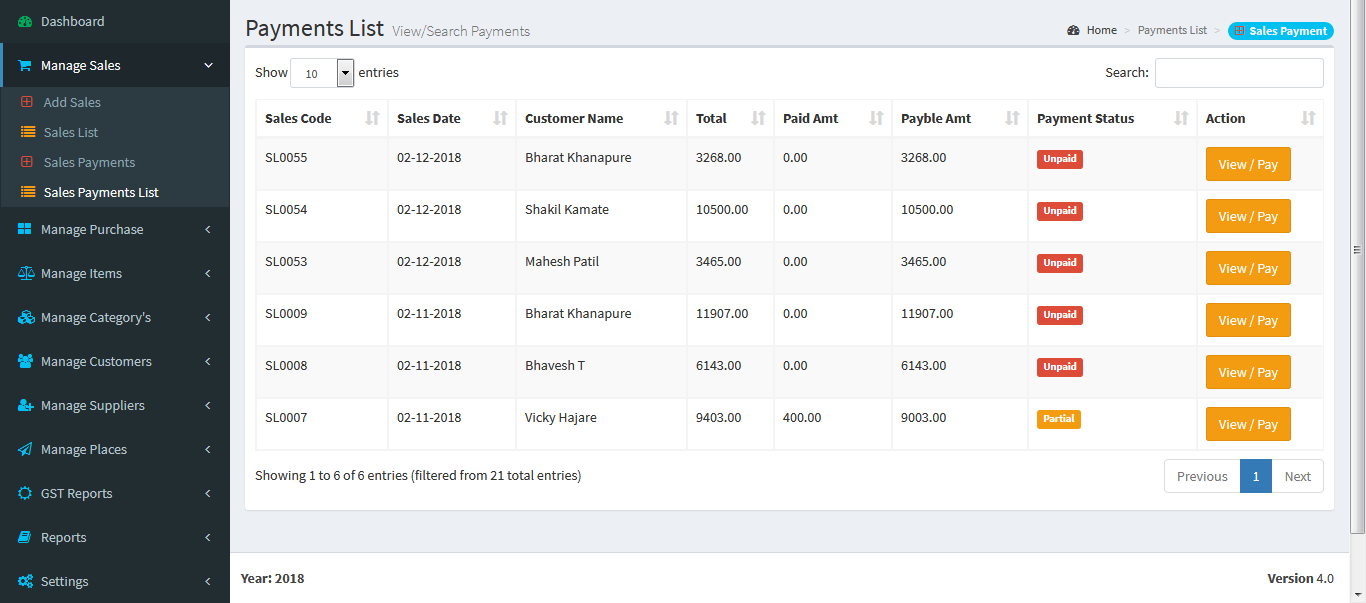 Dashboard
Manage Sales
Add Sales
Sales List
Sales Payments
Sales Payments List
Manage Purchase
Manage Items
Manage Category's
Manage Customers
Manage Suppliers
Manage Places
GST Reports
Reports
Settings
Payments List View/Search Payments
Home > Payments List > Sales Payment
Show 10 entries
Search:
Sales Code Sales Date Customer Name Total Paid Amt Payble Amt Payment Status Action
SL0055 02-12-2018 Bharat Khanapure 3268.00 0.00 3268.00 Unpaid View / Pay
SL0054 02-12-2018 Shakil Kamate 10500.00 0.00 10500.00 Unpaid View / Pay
SL0053 02-12-2018 Mahesh Patil 3465.00 0.00 3465.00 Unpaid View / Pay
SL0009 02-11-2018 Bharat Khanapure 11907.00 0.00 11907.00 Unpaid View / Pay
SL0008 02-11-2018 Bhavesh T 6143.00 0.00 6143.00 Unpaid View / Pay
SL0007 02-11-2018 Vicky Hajare 9403.00 400.00 9003.00 Partial View / Pay
Showing 1 to 6 of 6 entries (filtered from 21 total entries)
Previous 1 Next
Year: 2018
Version 4.0